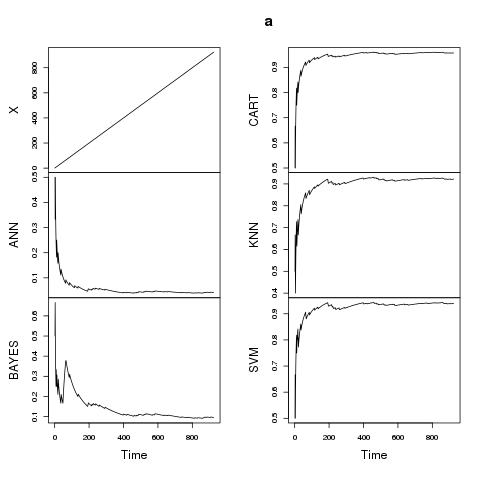 a
X
0 200 400 600 800
ANN
0.1 0.2 0.3 0.4 0.5
BAYES
0.1 0.2 0.3 0.4 0.5 0.6
0 200 400 600 800
Time
CART
0.5 0.6 0.7 0.8 0.9
KNN
0.4 0.5 0.6 0.7 0.8 0.9
SVM
0.5 0.6 0.7 0.8 0.9
0 200 400 600 800
Time